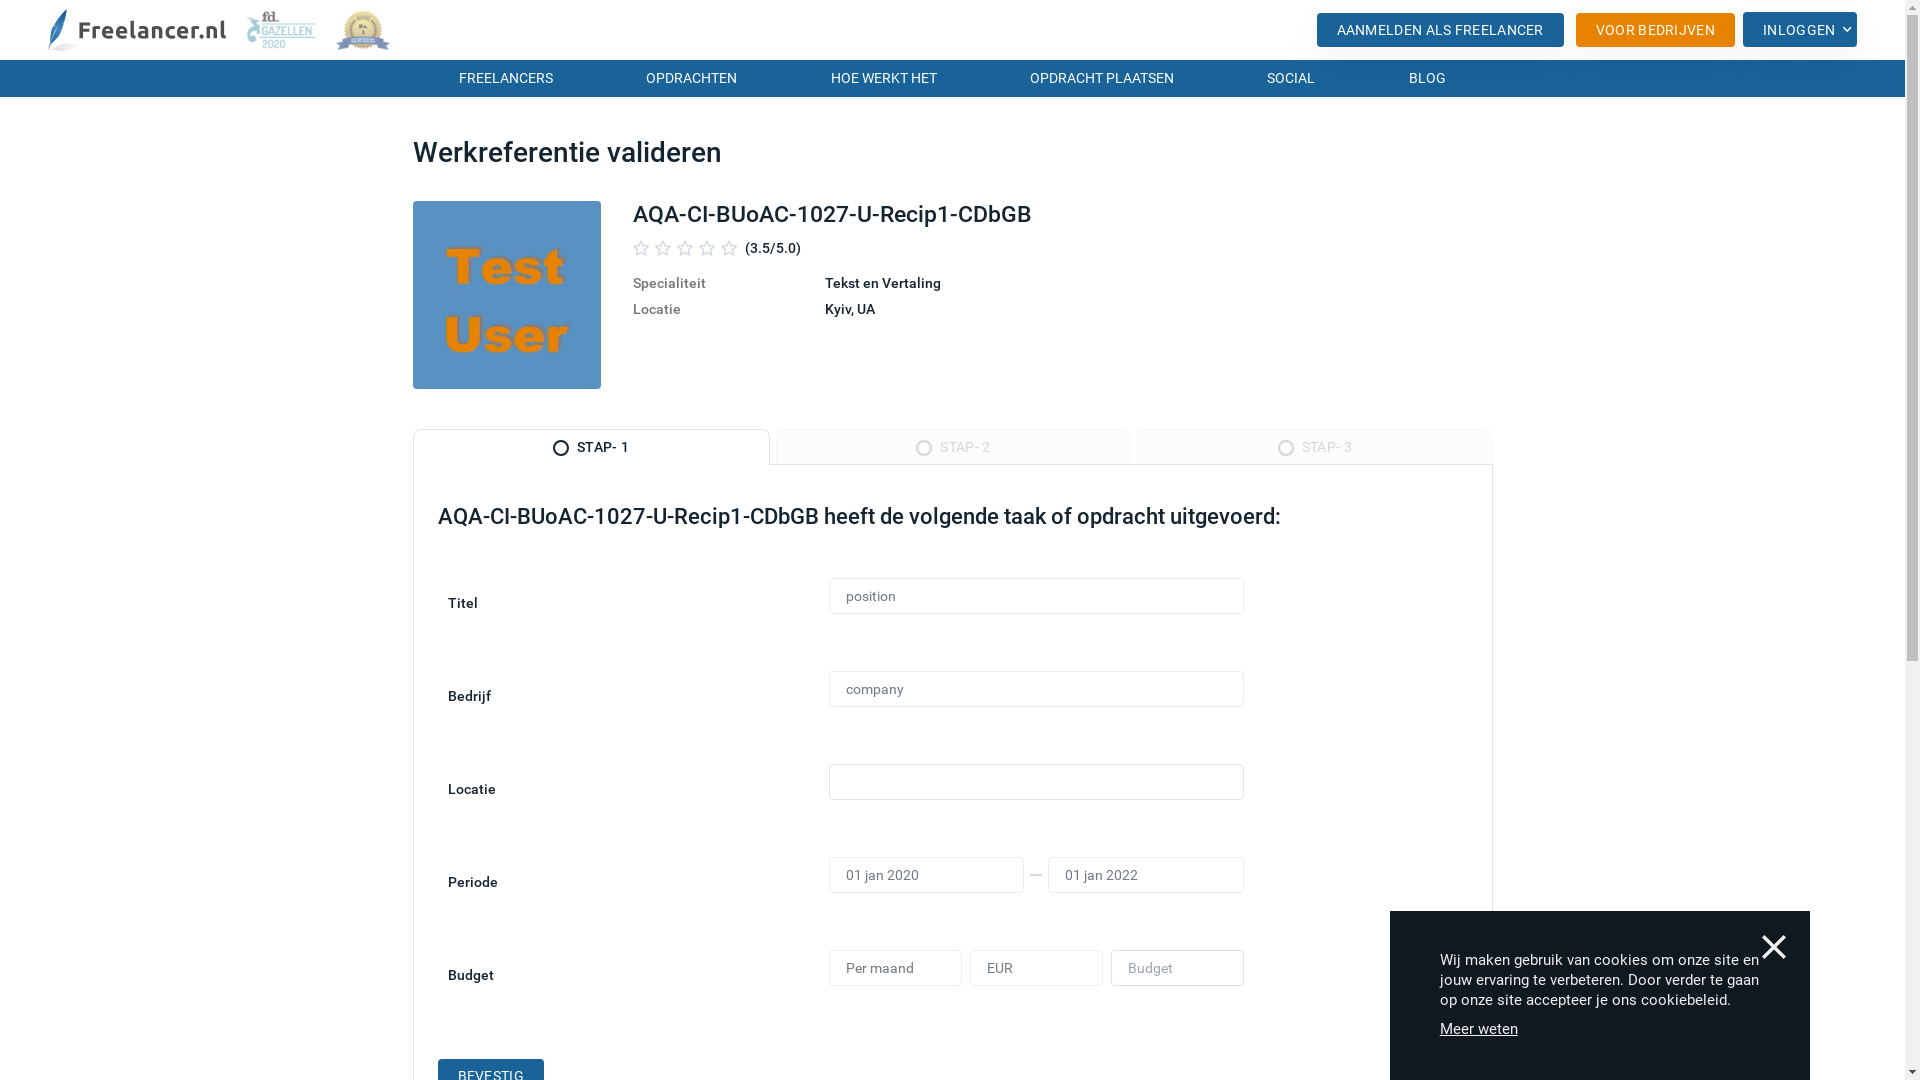 Freelancer.nl
fd.
GAZELLEN
2020
AANMELDEN ALS FREELANCER
VOOR BEDRIJVEN
INLOGGEN
FREELANCERS
OPDRACHTEN
HOE WERKT HET
OPDRACHT PLAATSEN
SOCIAL
BLOG
Werkreferentie valideren
Test
User
AQA-CI-BUoAC-1027-U-Recip1-CDbGB
(3.5/5.0)
Specialiteit Tekst en Vertaling
Locatie Kyiv, UA
STAP- 1
STAP- 2
STAP- 3
AQA-CI-BUoAC-1027-U-Recip1-CDbGB heeft de volgende taak of opdracht uitgevoerd:
Titel position
Bedrijf company
Locatie
Periode 01 jan 2020 — 01 jan 2022
Budget Per maand EUR Budget
BEVESTIG
Wij maken gebruik van cookies om onze site en
jouw ervaring te verbeteren. Door verder te gaan
op onze site accepteer je ons cookiebeleid.
Meer weten